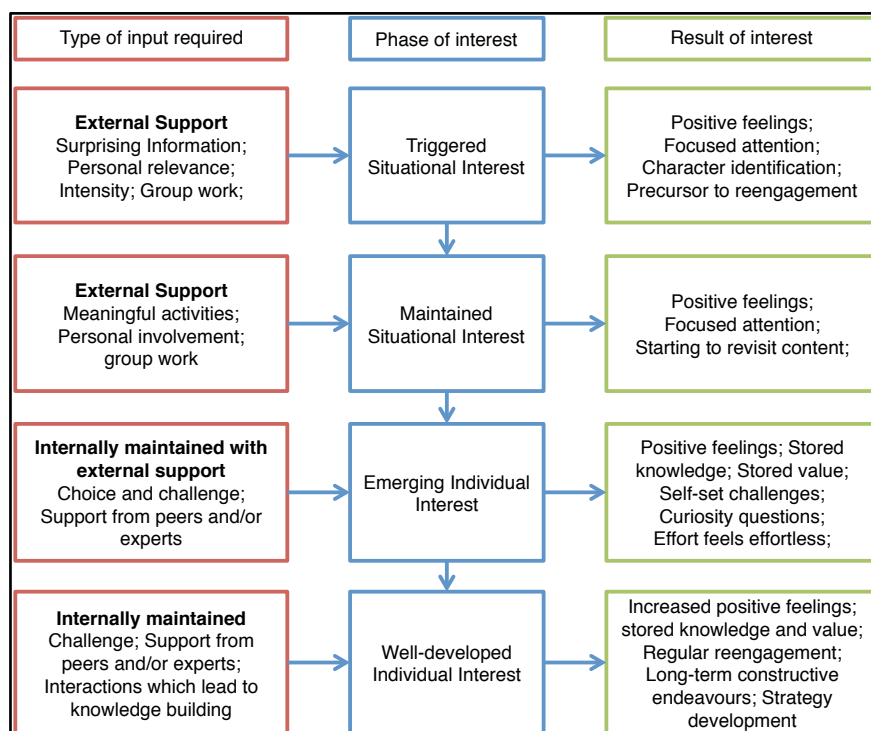 Type of input required
Phase of interest
Result of interest
External Support
Surprising Information;
Personal relevance;
Intensity; Group work;
Triggered
Situational Interest
Positive feelings;
Focused attention;
Character identification;
Precursor to reengagement
External Support
Meaningful activities;
Personal involvement;
group work
Maintained
Situational Interest
Positive feelings;
Focused attention;
Starting to revisit content;
Internally maintained with
external support
Choice and challenge;
Support from peers and/or
experts
Emerging Individual
Interest
Positive feelings; Stored
knowledge; Stored value;
Self-set challenges;
Curiosity questions;
Effort feels effortless;
Internally maintained
Challenge; Support from
peers and/or experts;
Interactions which lead to
knowledge building
Well-developed
Individual Interest
Increased positive feelings;
stored knowledge and value;
Regular reengagement;
Long-term constructive
endeavours; Strategy
development